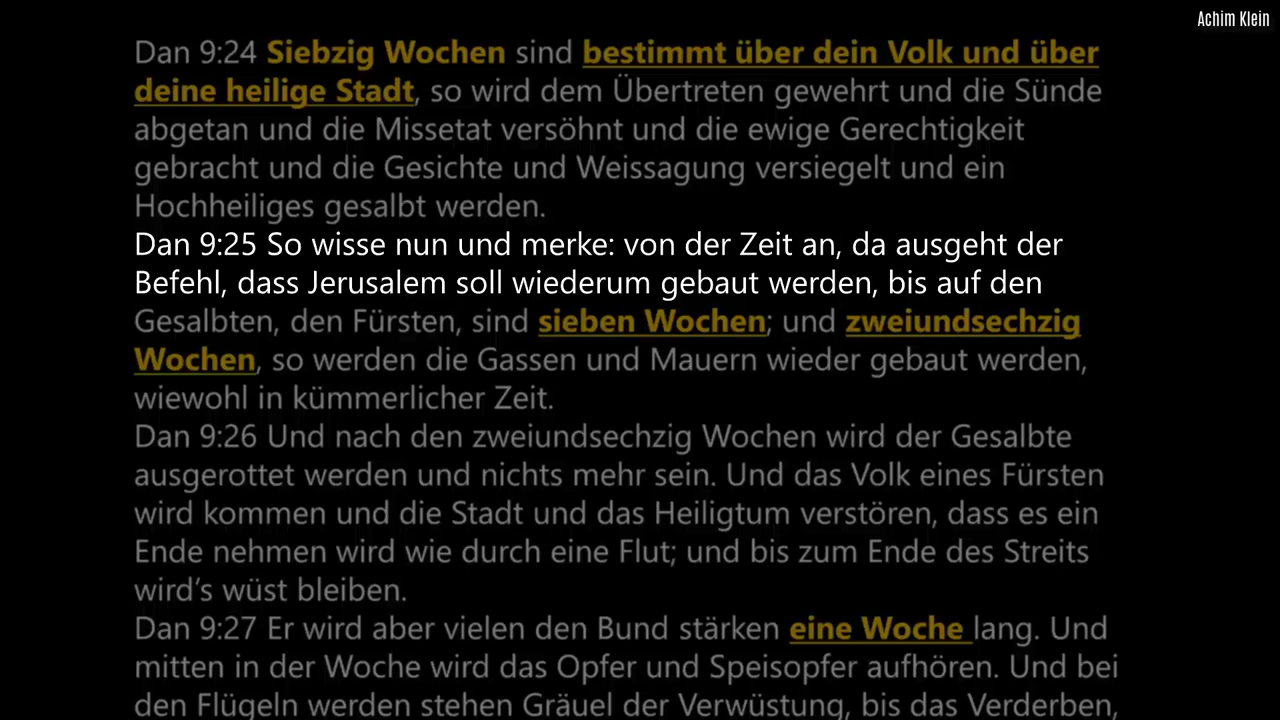 Achim Klein
Dan 9:24 Siebzig Wochen sind bestimmt über dein Volk und über
deine heilige Stadt, so wird dem Übertreten gewehrt und die Sünde
abgetan und die Missetat versöhnt und die ewige Gerechtigkeit
gebracht und die Gesichte und Weissagung versiegelt und ein
Hochheiliges gesalbt werden.
Dan 9:25 So wisse nun und merke: von der Zeit an, da ausgeht der
Befehl, dass Jerusalem soll wiederum gebaut werden, bis auf den
Gesalbten, den Fürsten, sind sieben Wochen; und zweiundsechzig
Wochen, so werden die Gassen und Mauern wieder gebaut werden,
wiewohl in kümmerlicher Zeit.
Dan 9:26 Und nach den zweiundsechzig Wochen wird der Gesalbte
ausgerottet werden und nichts mehr sein. Und das Volk eines Fürsten
wird kommen und die Stadt und das Heiligtum verstören, dass es ein
Ende nehmen wird wie durch eine Flut; und bis zum Ende des Streits
wird’s wüst bleiben.
Dan 9:27 Er wird aber vielen den Bund stärken eine Woche lang. Und
mitten in der Woche wird das Opfer und Speisopfer aufhören. Und bei
den Flügeln werden stehen Gräuel der Verwüstung, bis das Verderben,